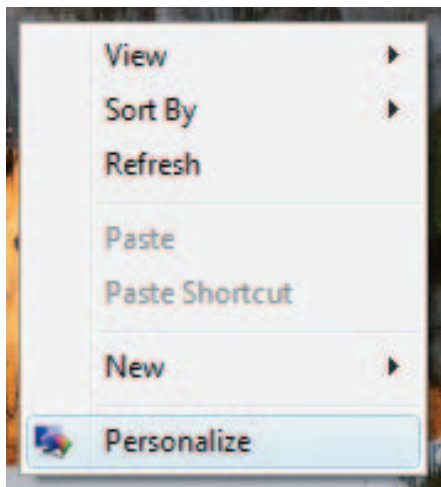 View
Sort By
Refresh
Paste
Paste Shortcut
New
Personalize